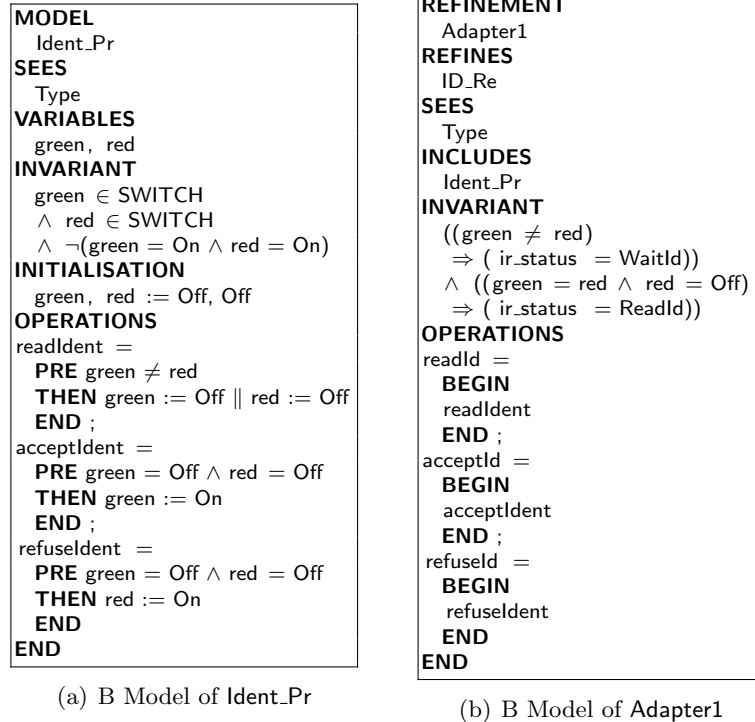 MODEL
Ident_Pr
SEES
Type
VARIABLES
green, red
INVARIANT
green ∈ SWITCH
∧ red ∈ SWITCH
∧ ¬(green = On ∧ red = On)
INITIALISATION
green, red := Off, Off
OPERATIONS
readIdent =
PRE green ≠ red
THEN green := Off ∥ red := Off
END ;
acceptIdent =
PRE green = Off ∧ red = Off
THEN green := On
END ;
refuseIdent =
PRE green = Off ∧ red = Off
THEN red := On
END
END
(a) B Model of Ident_Pr
REFINEMENT
Adapter1
REFINES
ID_Re
SEES
Type
INCLUDES
Ident_Pr
INVARIANT
((green ≠ red)
⇒ ( ir_status = WaitId))
∧ ((green = red ∧ red = Off)
⇒ ( ir_status = ReadId))
OPERATIONS
readId =
BEGIN
readIdent
END ;
acceptId =
BEGIN
acceptIdent
END ;
refuseId =
BEGIN
refuseIdent
END
END
(b) B Model of Adapter1